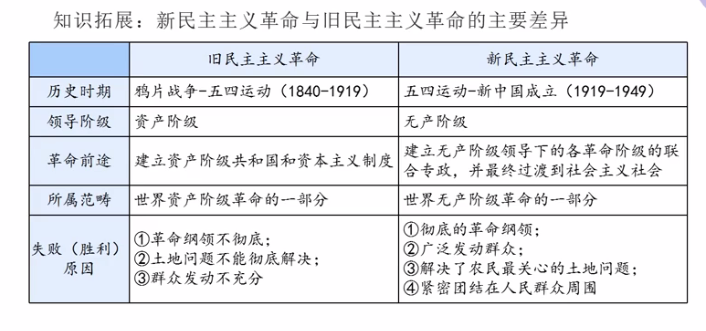 知识拓展：新民主主义革命与旧民主主义革命的主要差异
旧民主主义革命 新民主主义革命
历史时期 鸦片战争-五四运动（1840-1919） 五四运动-新中国成立（1919-1949）
领导阶级 资产阶级 无产阶级
革命前途 建立资产阶级共和国和资本主义制度 建立无产阶级领导下的各革命阶级的联
合专政，并最终过渡到社会主义社会
所属范畴 世界资产阶级革命的一部分 世界无产阶级革命的一部分
失败（胜利）
原因
①革命纲领不彻底；
②土地问题不能彻底解决；
③群众发动不充分
①彻底的革命纲领；
②广泛发动群众；
③解决了农民最关心的土地问题；
④紧密团结在人民群众周围